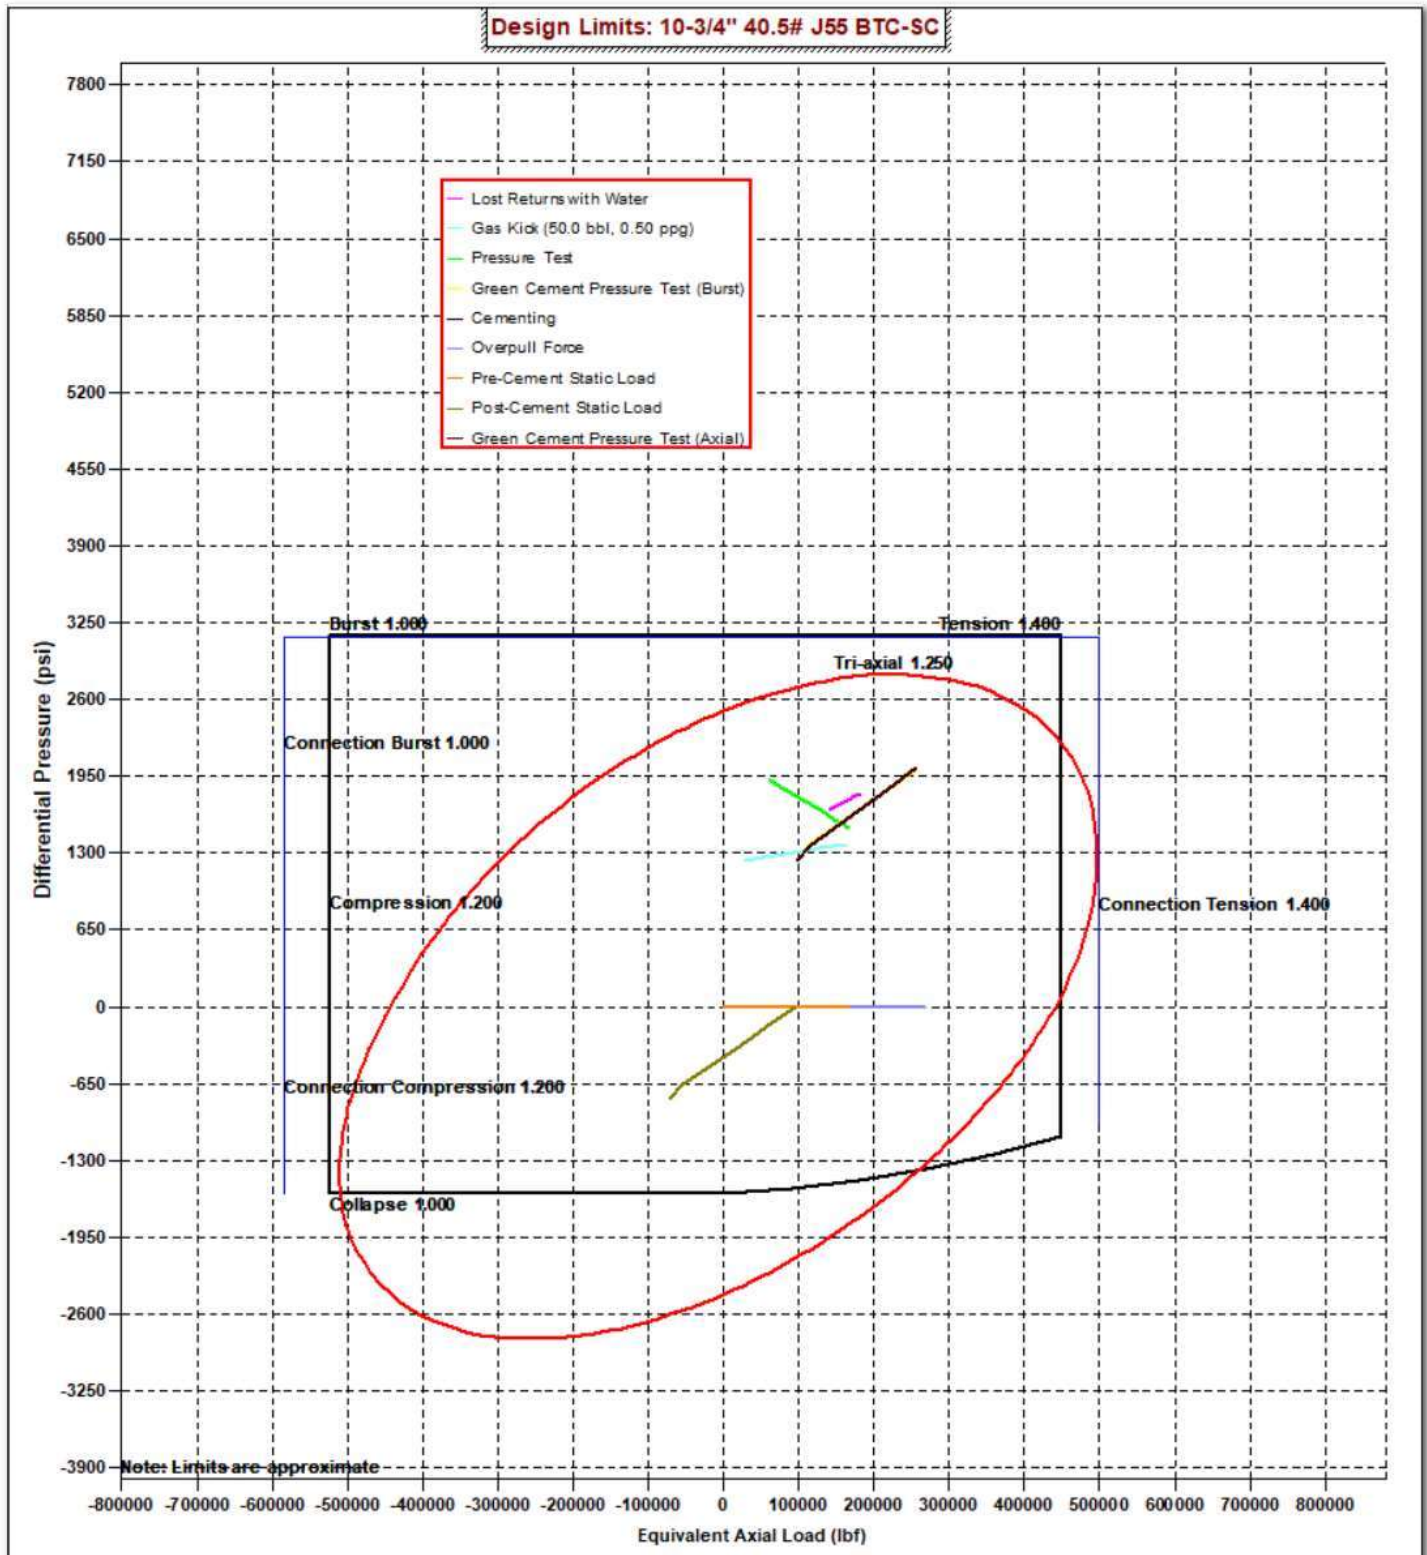 Design Limits: 10-3/4" 40.5# J55 BTC-SC
7800
7150
6500
5850
5200
4550
3900
3250
2600
1950
1300
650
0
-650
-1300
-1950
-2600
-3250
-3900
Differential Pressure (psi)
Lost Returns with Water
Gas Kick (50.0 bbl, 0.50 ppg)
Pressure Test
Green Cement Pressure Test (Burst)
Cementing
Overpull Force
Pre-Cement Static Load
Post-Cement Static Load
Green Cement Pressure Test (Axial)
Burst 1.000
Tension 1.400
Tri-axial 1.250
Connection Burst 1.000
Compression 1.200
Connection Tension 1.400
Connection Compression 1.200
Collapse 1.000
Note: Limits are approximate
-800000 -700000 -600000 -500000 -400000 -300000 -200000 -100000 0 100000 200000 300000 400000 500000 600000 700000 800000
Equivalent Axial Load (lbf)